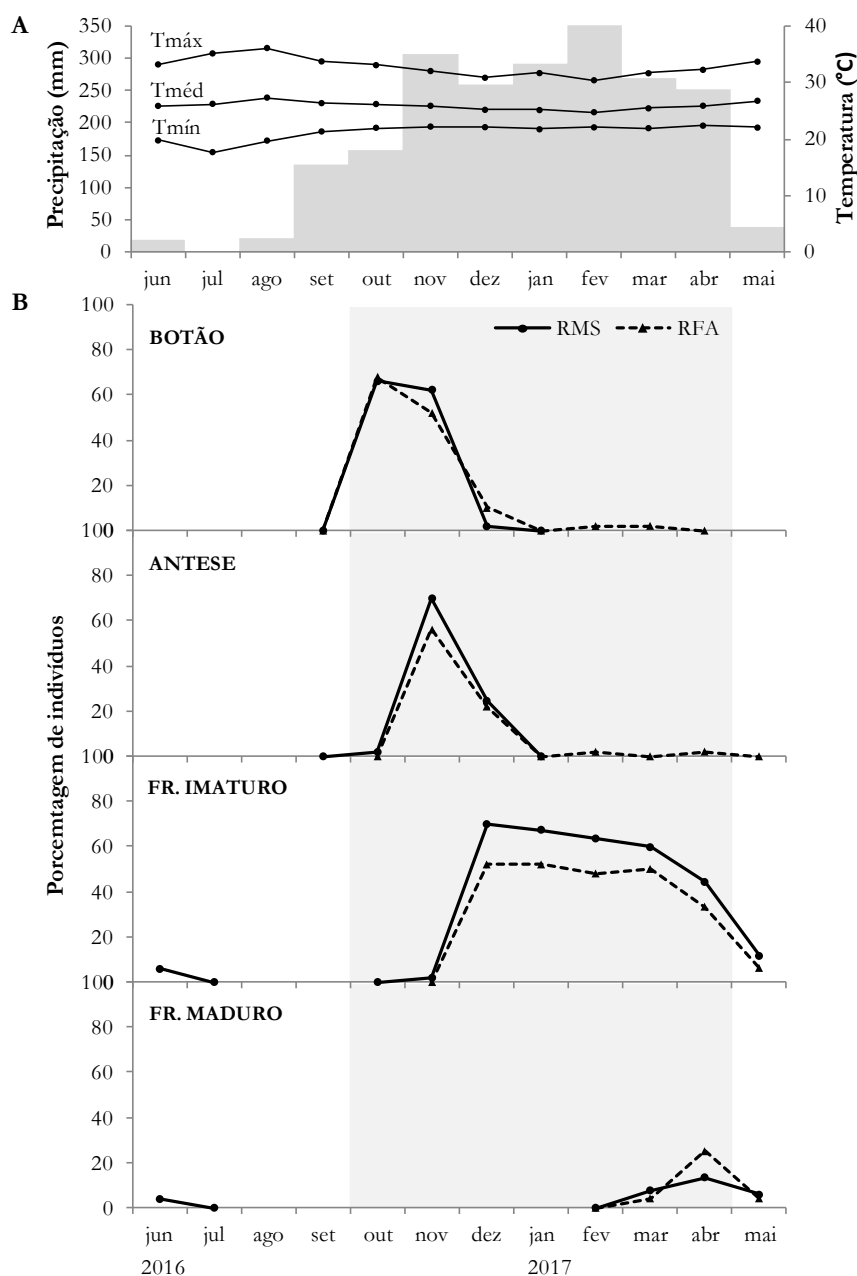 A
Precipitação (mm)
350
300
250
200
150
100
50
0
Tmáx
Tméd
Tmín
40
30
20
10
0
Temperatura (°C)
jun jul ago set out nov dez jan fev mar abr mai
B
Porcemtagem de indivíduos
100
80
60
40
20
0
BOTÃO
RMS RFA
100
80
60
40
20
0
ANTESE
100
80
60
40
20
0
FR. IMATURO
100
80
60
40
20
0
FR. MADURO
jun jul ago set out nov dez jan fev mar abr mai
2016 2017